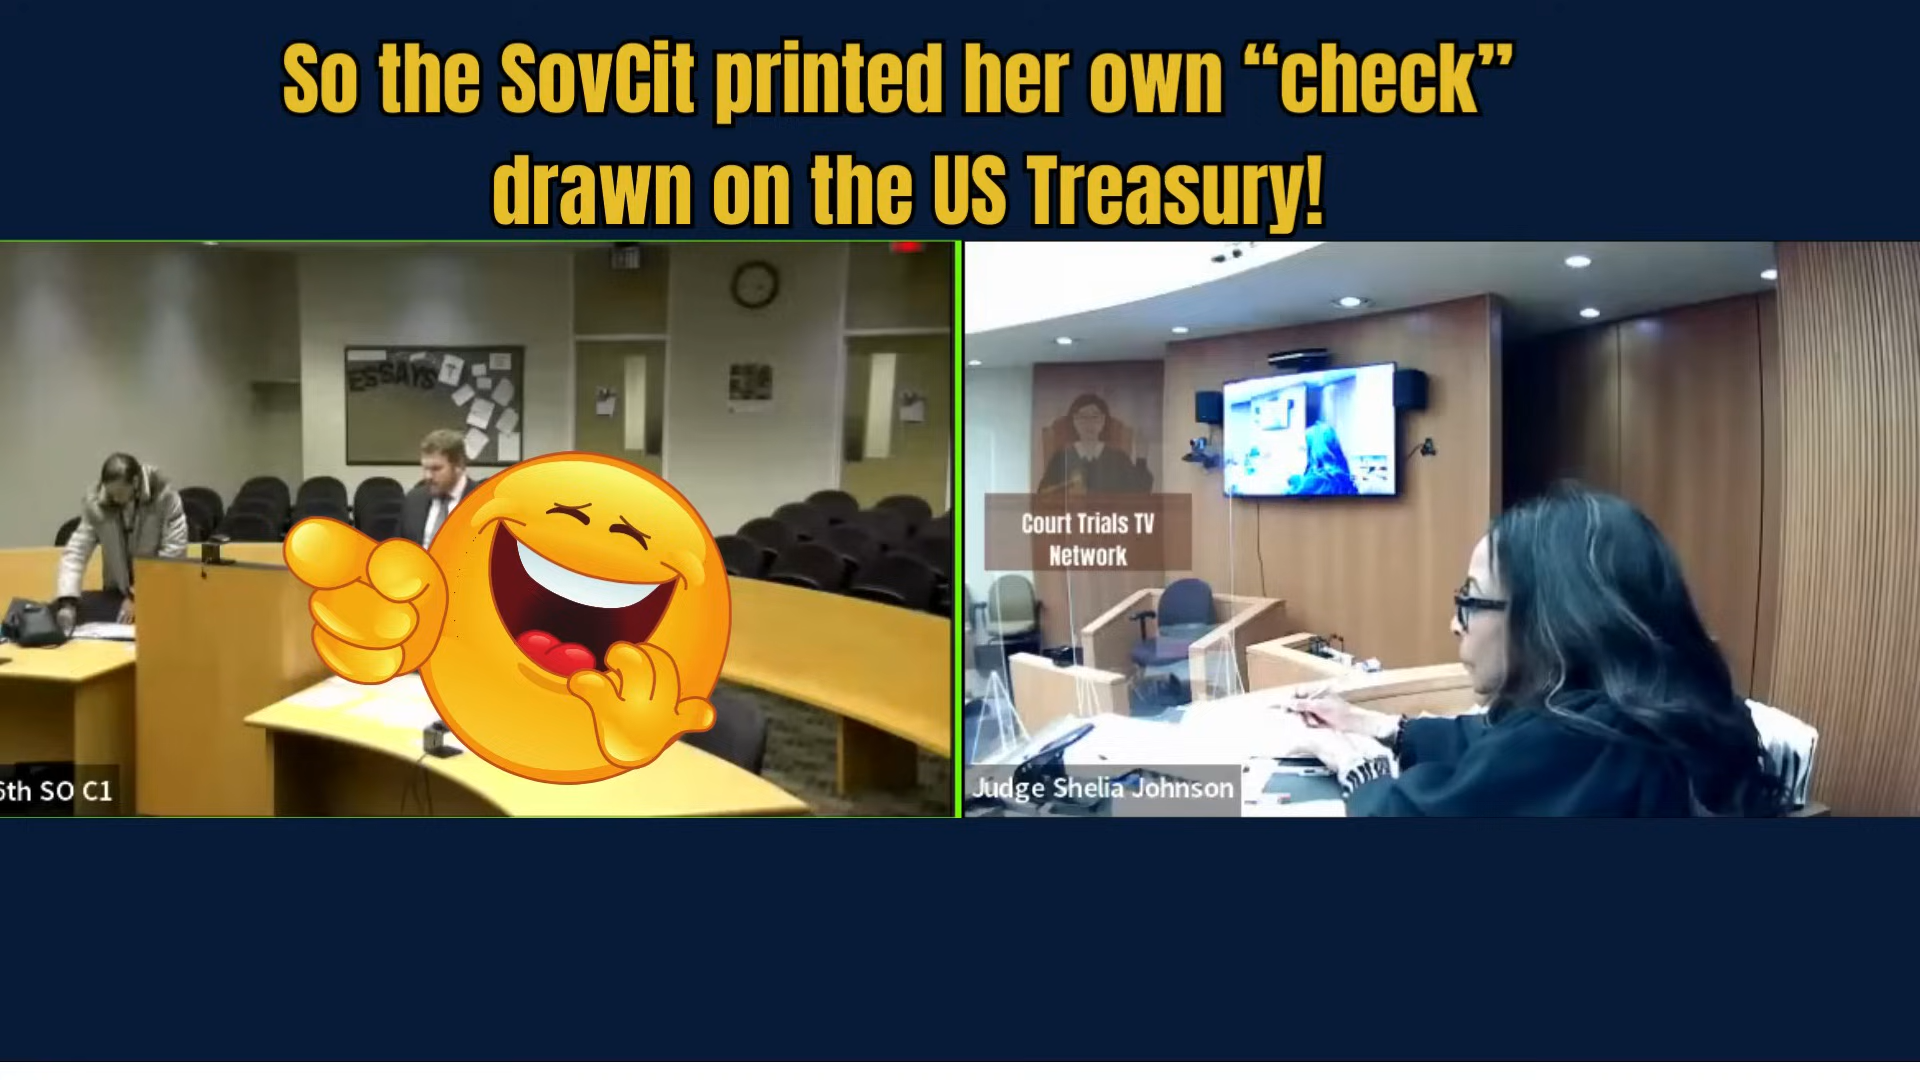 So the SovCit printed her own “check”
drawn on the US Treasury!
ESSAYS
Court Trials TV
Network
6th SO C1
Judge Shelia Johnson